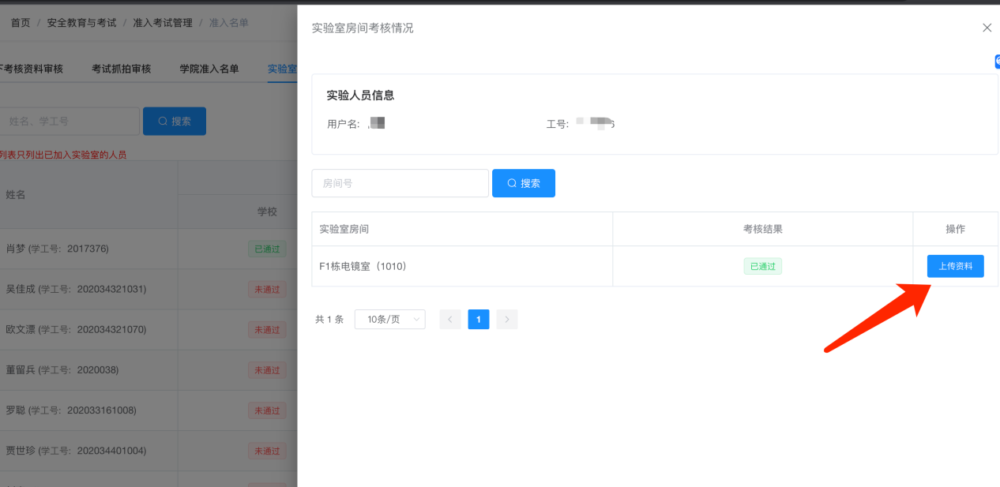 首页 / 安全教育与考试 / 准入考试管理 / 准入名单
考核资料审核 考试抓拍审核 学院准入名单 实验室
姓名、学工号 搜索
列表只列出已加入实验室的人员
姓名
学校
肖梦 (学工号: 2017376) 已通过
吴佳成 (学工号: 202034321031) 未通过
欧文漂 (学工号: 202034321070) 未通过
董留兵 (学工号: 2020038) 未通过
罗聪 (学工号: 202033161008) 未通过
贾世珍 (学工号: 202034401004) 未通过
实验室房间考核情况
实验人员信息
用户名:
工号:
房间号 搜索
实验室房间 考核结果 操作
F1栋电镜室（1010） 已通过 上传资料
共 1 条 10条/页 1